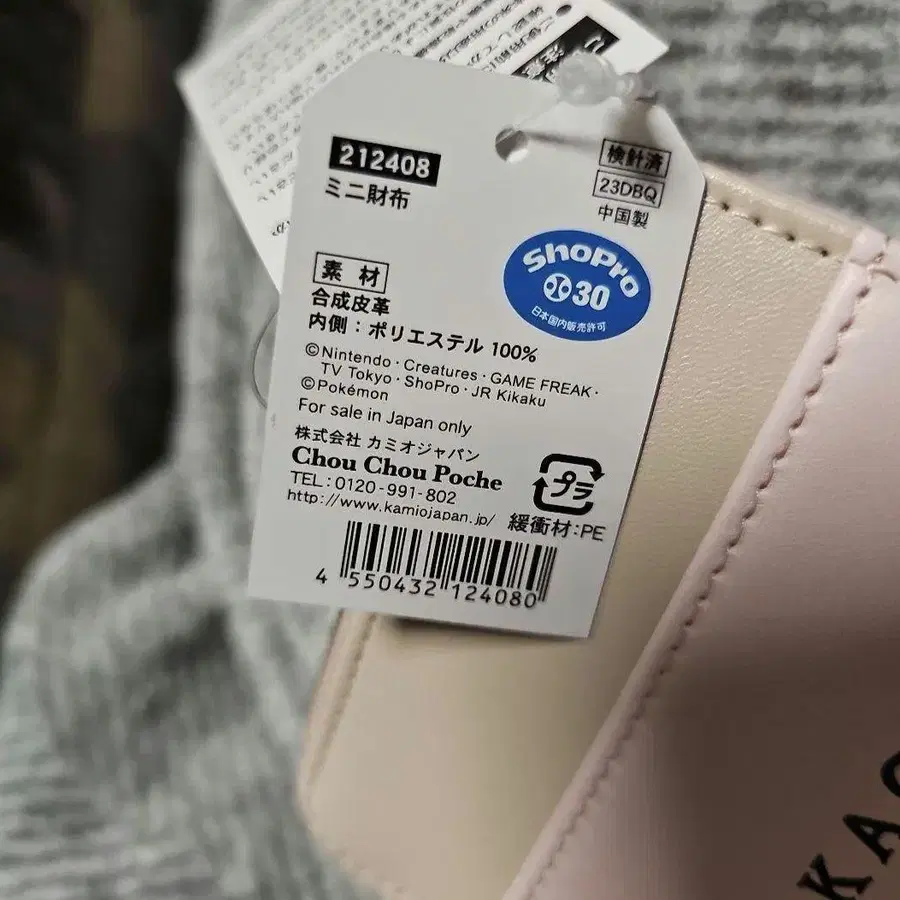 212408
ミニ財布
検針済
23DBQ
中国製
ShoPro
30
日本国内販売許可
素 材
合成皮革
内側：ポリエステル 100%
©Nintendo・Creatures・GAME FREAK・
TV Tokyo・ShoPro・JR Kikaku
©Pokémon
For sale in Japan only
株式会社 カミオジャパン
Chou Chou Poche
TEL：0120-991-802
http://www.kamiojapan.jp/
プラ
緩衝材：PE
4 550432 124080
KAC